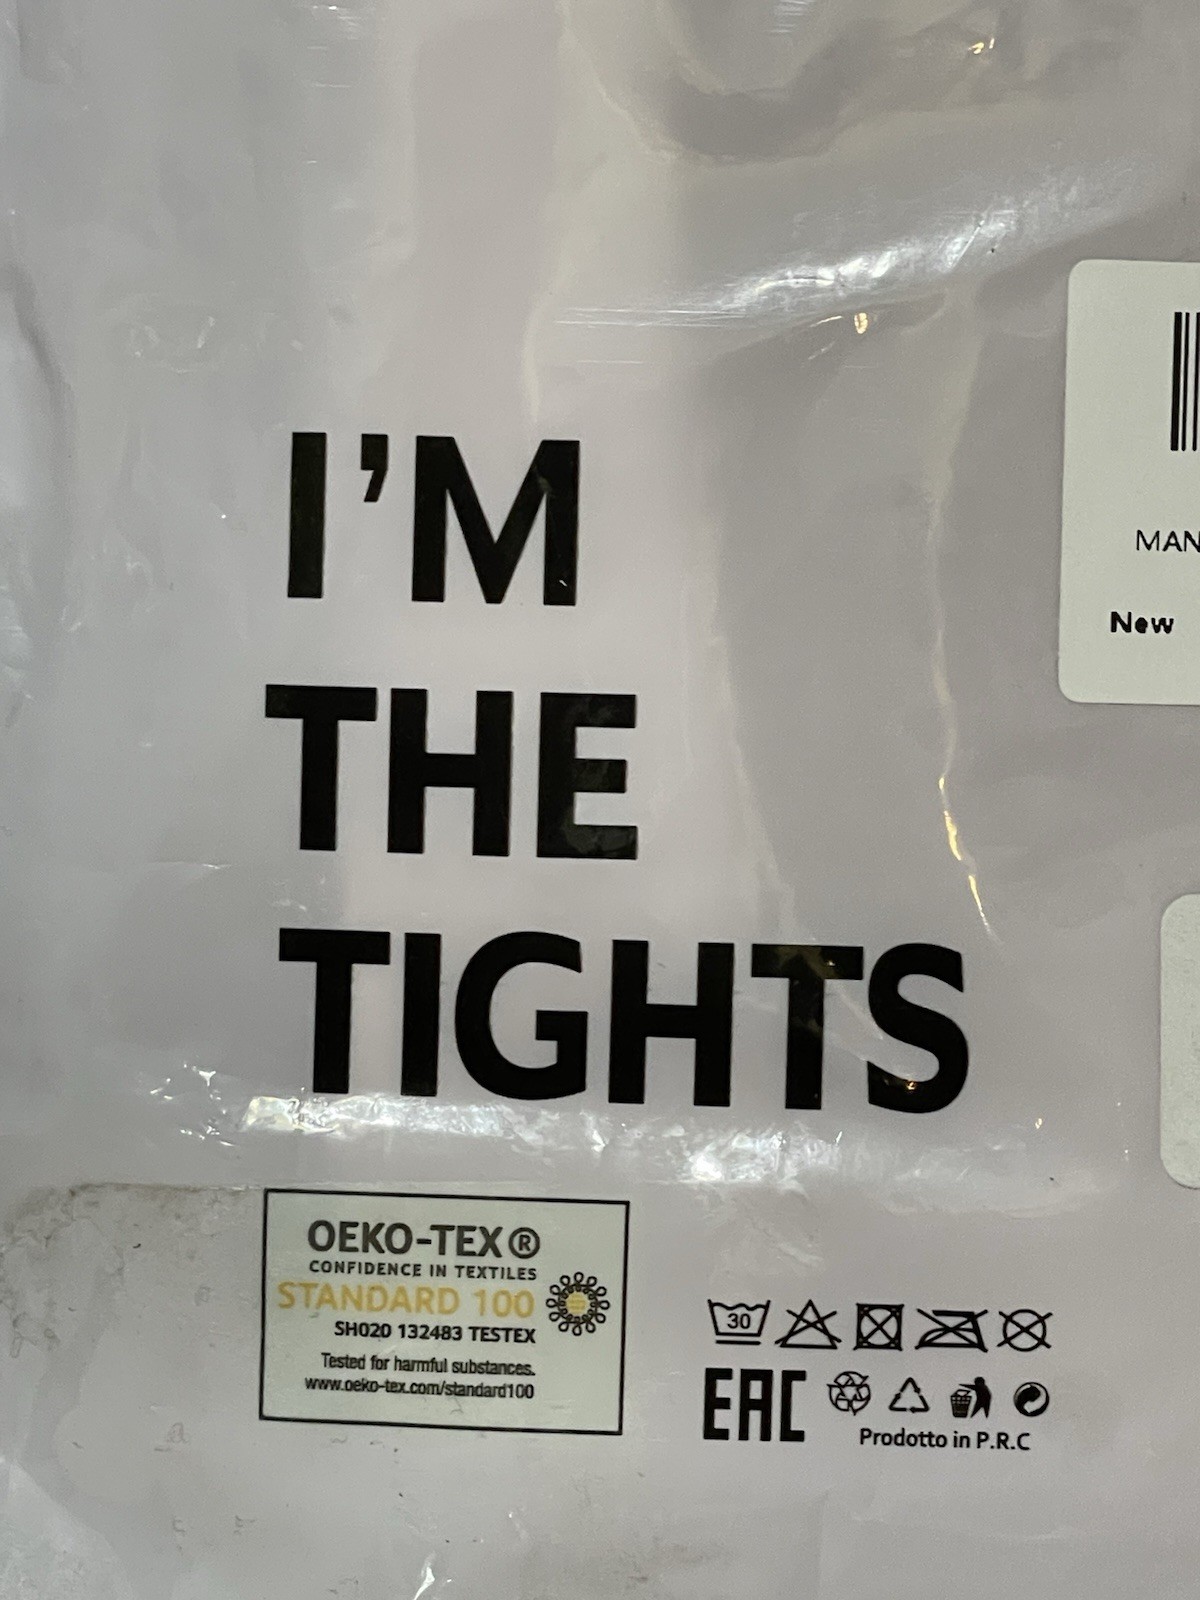 I'M
THE
TIGHTS
MAN
New
OEKO-TEX®
CONFIDENCE IN TEXTILES
STANDARD 100
SH020 132483 TESTEX
Tested for harmful substances.
www.oeko-tex.com/standard100
30
EAC
Prodotto in P.R.C